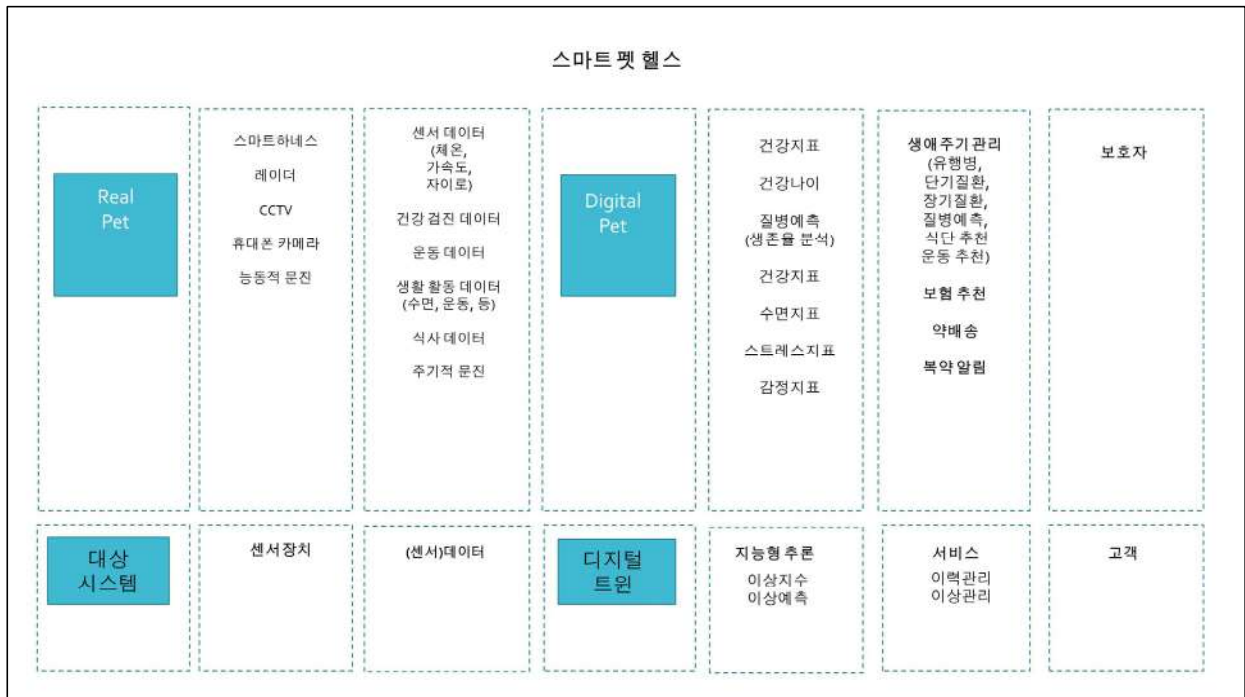 스마트 펫 헬스
Real
Pet
스마트하네스
레이더
CCTV
휴대폰 카메라
능동적 문진
센서 데이터
(체온,
가속도,
자이로)
건강 검진 데이터
운동 데이터
생활 활동 데이터
(수면, 운동, 등)
식사 데이터
주기적 문진
Digital
Pet
건강지표
건강나이
질병예측
(생존율 분석)
건강지표
수면지표
스트레스지표
감정지표
생애주기 관리
(유행병,
단기질환,
장기질환,
질병예측,
식단 추천
운동 추천)
보험 추천
약배송
복약 알림
보호자
대상
시스템
센서장치
(센서)데이터
디지털
트윈
지능형 추론
이상지수
이상예측
서비스
이력관리
이상관리
고객